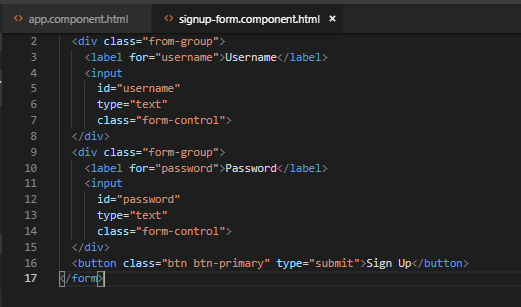 <> app.component.html <> signup-form.component.html ×
2 <div class="from-group">
3 <label for="username">Username</label>
4 <input
5 id="username"
6 type="text"
7 class="form-control">
8 </div>
9 <div class="form-group">
10 <label for="password">Password</label>
11 <input
12 id="password"
13 type="text"
14 class="form-control">
15 </div>
16 <button class="btn btn-primary" type="submit">Sign Up</button>
17 </form>